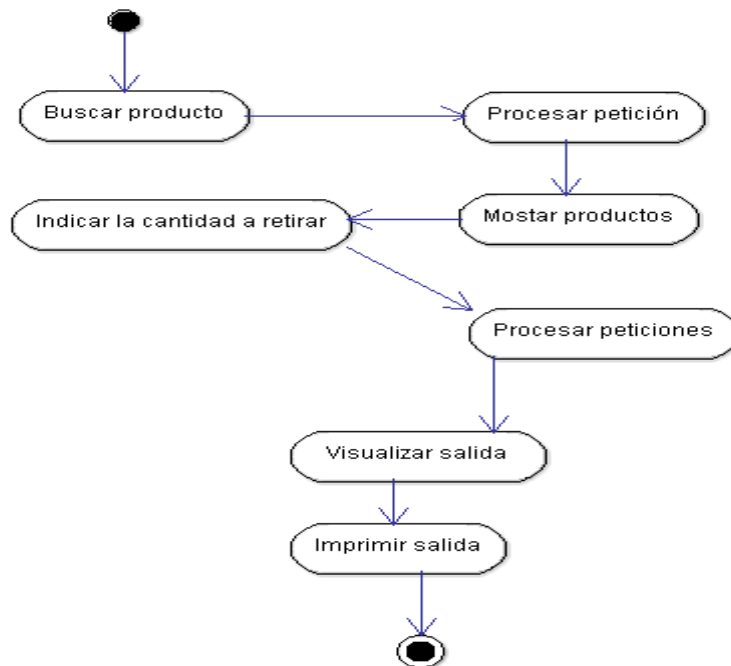 Buscar producto
Procesar petición
Mostar productos
Indicar la cantidad a retirar
Procesar peticiones
Visualizar salida
Imprimir salida